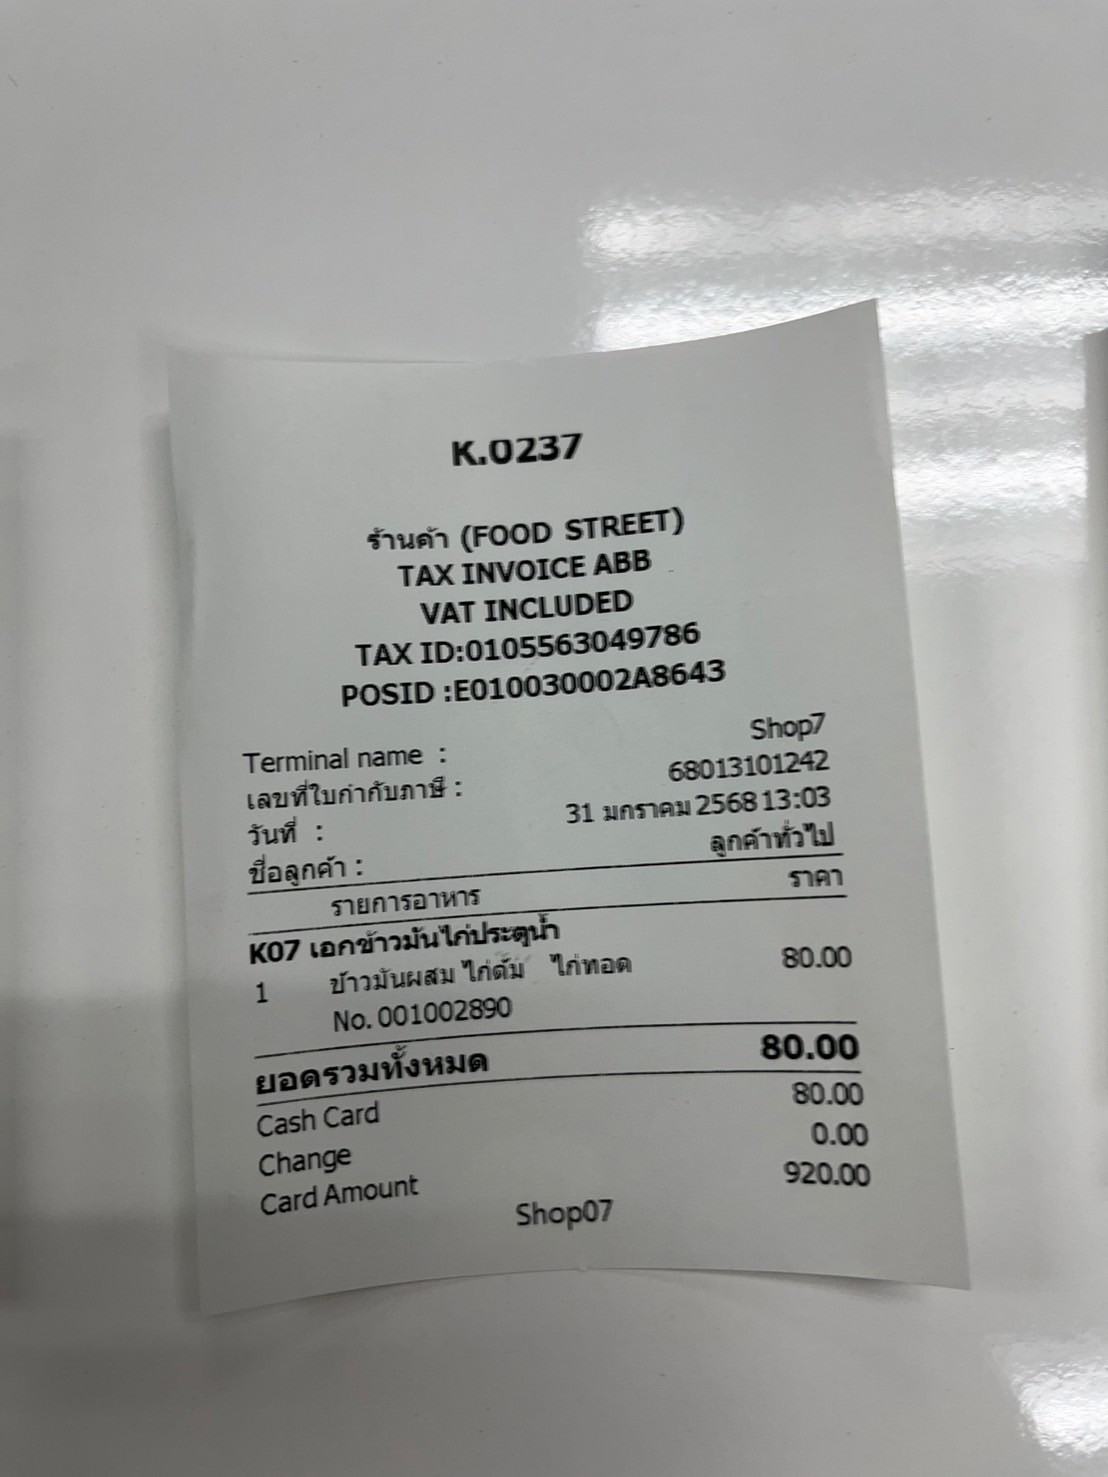 K.0237
ร้านค้า (FOOD STREET)
TAX INVOICE ABB
VAT INCLUDED
TAX ID:0105563049786
POSID :E010030002A8643
Terminal name : Shop7
เลขที่ใบกำกับภาษี : 68013101242
วันที่ : 31 มกราคม 2568 13:03
ชื่อลูกค้า : ลูกค้าทั่วไป
รายการอาหาร ราคา
K07 เอกข้าวมันไก่ประตูน้ำ
1 ข้าวมันผสม ไก่ต้ม ไก่ทอด 80.00
No. 001002890
ยอดรวมทั้งหมด 80.00
Cash Card 80.00
Change 0.00
Card Amount 920.00
Shop07